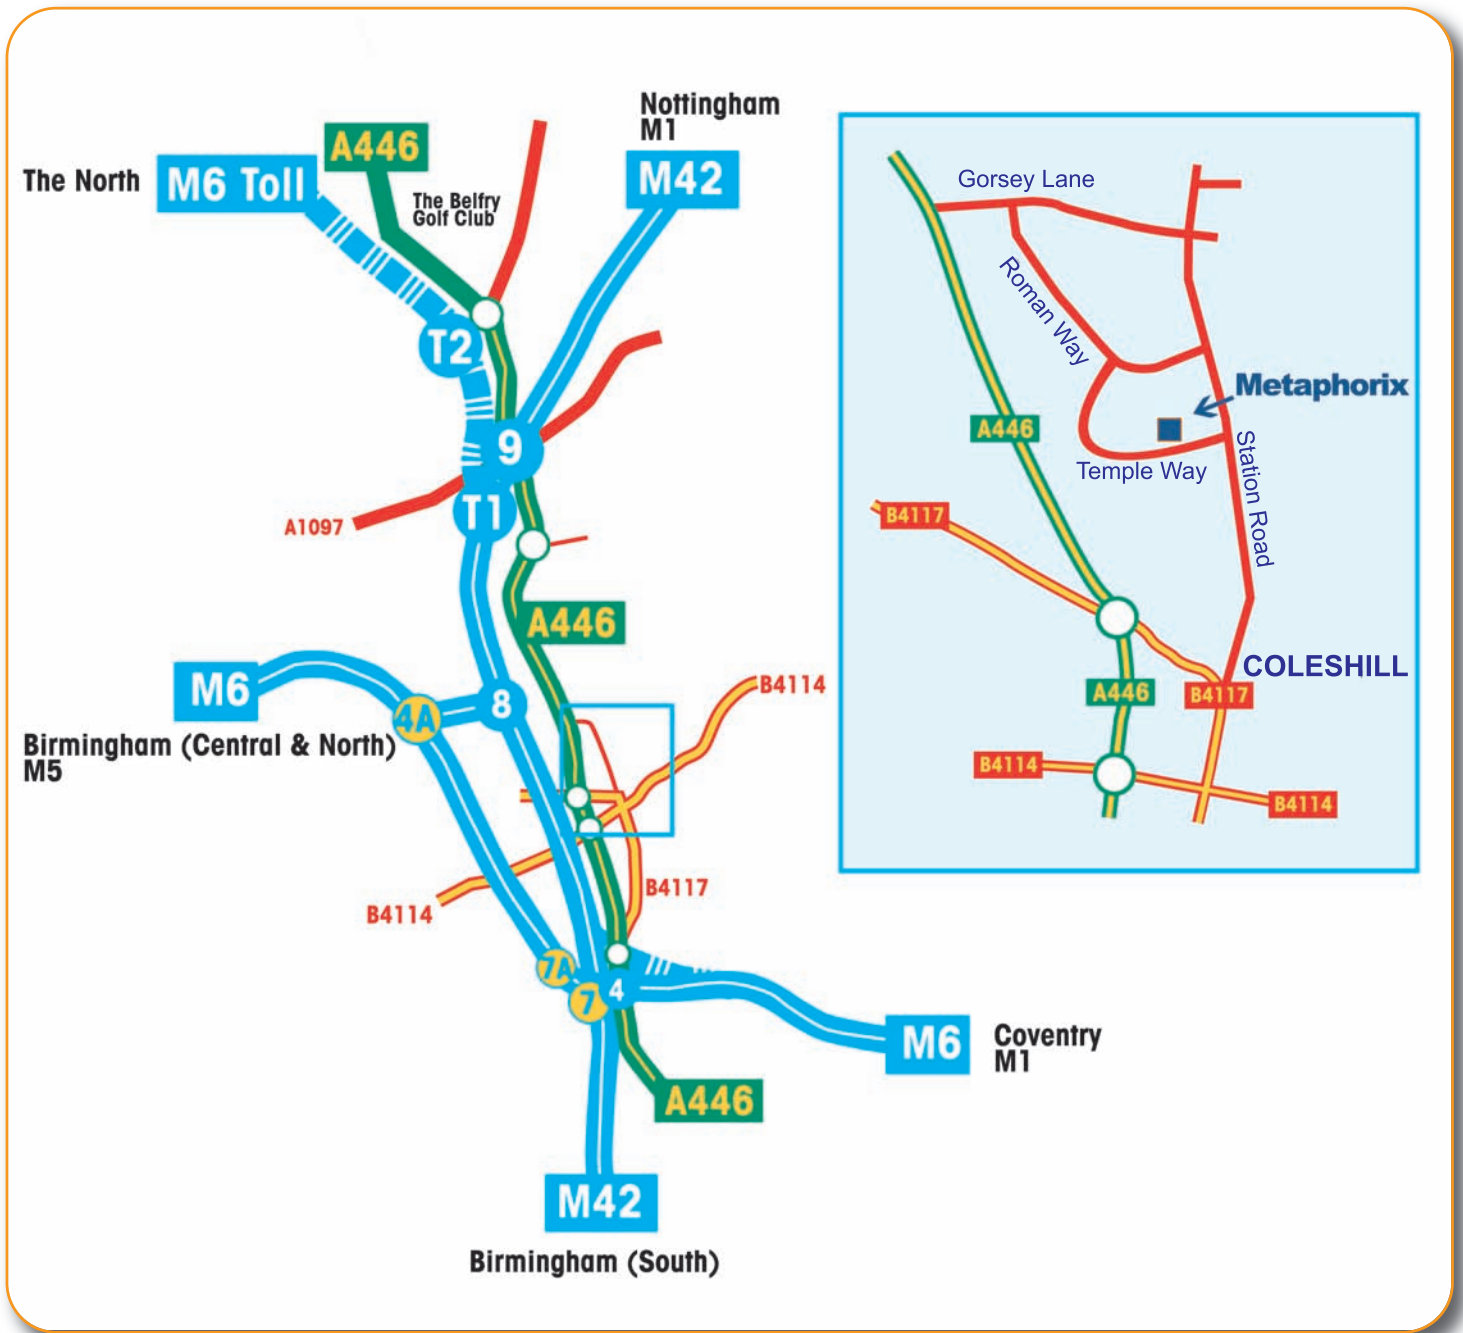 Nottingham
M1
A446
M42
The North
M6 Toll
The Belfry
Golf Club
T2
9
T1
A1097
A446
M6
4A
8
B4114
Birmingham (Central & North)
M5
B4114
B4117
7A
7
4
M6
Coventry
M1
A446
M42
Birmingham (South)
Gorsey Lane
Roman Way
Metaphorix
A446
Station Road
Temple Way
B4117
COLESHILL
A446
B4117
B4114
B4114